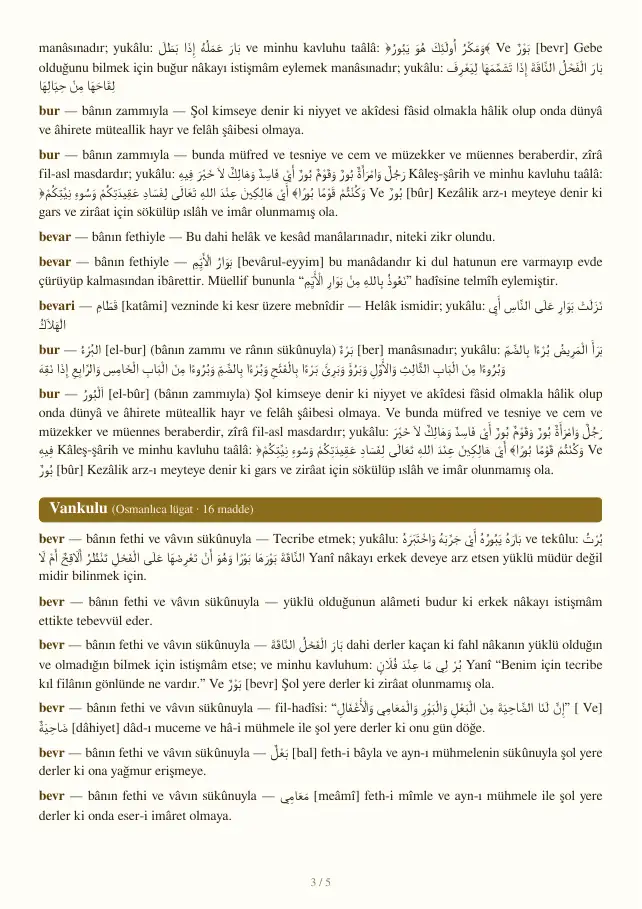 manâsınadır; yukâlu: بَارَ عَمَلُهُ إِذَا بَطَلَ ve minhu kavluhu taâlâ: ﴿وَمَكْرُ أُولَئِكَ هُوَ يَبُورُ﴾ Ve بَوْرٌ [bevr] Gebe
olduğunu bilmek için buğur nâkayı istişmâm eylemek manâsınadır; yukâlu: بَارَ الْفَحْلُ النَّاقَةَ إِذَا تَشَمَّمَهَا لِيَعْرِفَ
لِقَاحَهَا مِنْ حِيَالِهَا
bur — bânın zammıyla — Şol kimseye denir ki niyyet ve akîdesi fâsid olmakla hâlik olup onda dünyâ
ve âhirete müteallik hayr ve felâh şâibesi olmaya.
bur — bânın zammıyla — bunda müfred ve tesniye ve cem ve müzekker ve müennes beraberdir, zîrâ
fil-asl masdardır; yukâlu: رَجُلٌ وَامْرَأَةٌ بُورٌ وَقَوْمٌ بُورٌ أَيْ فَاسِدٌ وَهَالِكٌ لاَ خَيْرَ فِيهِ Kâleş-şârih ve minhu kavluhu taâlâ:
﴿وَكُنْتُمْ قَوْمًا بُورًا﴾ أَيْ هَالِكِينَ عِنْدَ اللهِ تَعَالَى لِفَسَادِ عَقِيدَتِكُمْ وَسُوءِ نِيَّتِكُمْ Ve بُورٌ [bûr] Kezâlik arz-ı meyteye denir ki
gars ve zirâat için sökülüp ıslâh ve imâr olunmamış ola.
bevar — bânın fethiyle — Bu dahi helâk ve kesâd manâlarınadır, niteki zikr olundu.
bevar — bânın fethiyle — بَوَارُ الْأَيِّمِ [bevârul-eyyim] bu manâdandır ki dul hatunun ere varmayıp evde
çürüyüp kalmasından ibârettir. Müellif bununla “نَعُوذُ بِاللهِ مِنْ بَوَارِ الْأَيِّمِ” hadîsine telmîh eylemiştir.
bevari — قَطَامِ [katâmi] vezninde ki kesr üzere mebnîdir — Helâk ismidir; yukâlu: نَزَلَتْ بَوَارِ عَلَى النَّاسِ أَيِ
الْهَلاَكُ
bur — اَلْبُرْءُ [el-bur] (bânın zammı ve rânın sükûnuyla) بَرْءٌ [ber] manâsınadır; yukâlu: بَرَأَ الْمَرِيضُ بُرْءًا بِالضَّمِّ
وَبُرُوءًا مِنَ الْبَابِ الثَّالِثِ وَالْأَوَّلِ وَبَرُؤَ وَبَرِئَ بَرْءًا بِالْفَتْحِ وَبُرْءًا بِالضَّمِّ وَبُرُوءًا مِنَ الْبَابِ الْخَامِسِ وَالرَّابِعِ إِذَا نَقِهَ
bur — اَلْبُورُ [el-bûr] (bânın zammıyla) Şol kimseye denir ki niyyet ve akîdesi fâsid olmakla hâlik olup
onda dünyâ ve âhirete müteallik hayr ve felâh şâibesi olmaya. Ve bunda müfred ve tesniye ve cem ve
müzekker ve müennes beraberdir, zîrâ fil-asl masdardır; yukâlu: رَجُلٌ وَامْرَأَةٌ بُورٌ وَقَوْمٌ بُورٌ أَيْ فَاسِدٌ وَهَالِكٌ لاَ خَيْرَ
فِيهِ Kâleş-şârih ve minhu kavluhu taâlâ: ﴿وَكُنْتُمْ قَوْمًا بُورًا﴾ أَيْ هَالِكِينَ عِنْدَ اللهِ تَعَالَى لِفَسَادِ عَقِيدَتِكُمْ وَسُوءِ نِيَّتِكُمْ Ve
بُورٌ [bûr] Kezâlik arz-ı meyteye denir ki gars ve zirâat için sökülüp ıslâh ve imâr olunmamış ola.
Vankulu (Osmanlıca lügat · 16 madde)
bevr — bânın fethi ve vâvın sükûnuyla — Tecribe etmek; yukâlu: بَارَهُ يَبُورُهُ أَيْ جَرَّبَهُ وَاخْتَبَرَهُ ve tekûlu: بُرْتُ
النَّاقَةَ بَوْرَهَا بَوْرًا وَهُوَ أَنْ تَعْرِضَهَا عَلَى الْفَحْلِ تَنْظُرُ أَلَاقِحٌ أَمْ لَا Yanî nâkayı erkek deveye arz etsen yüklü müdür değil
midir bilinmek için.
bevr — bânın fethi ve vâvın sükûnuyla — yüklü olduğunun alâmeti budur ki erkek nâkayı istişmâm
ettikte tebevvül eder.
bevr — bânın fethi ve vâvın sükûnuyla — بَارَ الْفَحْلُ النَّاقَةَ dahi derler kaçan ki fahl nâkanın yüklü olduğın
ve olmadığın bilmek için istişmâm etse; ve minhu kavluhum: بُرْ لِي مَا عِنْدَ فُلَانٍ Yanî “Benim için tecribe
kıl filânın gönlünde ne vardır.” Ve بَوْرٌ [bevr] Şol yere derler ki zirâat olunmamış ola.
bevr — bânın fethi ve vâvın sükûnuyla — fil-hadîsi: “إِنَّ لَنَا الضَّاحِيَةَ مِنَ الْبَعْلِ وَالْبَوْرِ وَالْمَعَامِي وَالْأَغْفَالِ” [ Ve]
ضَاحِيَةٌ [dâhiyet] dâd-ı muceme ve hâ-i mühmele ile şol yere derler ki onu gün döğe.
bevr — bânın fethi ve vâvın sükûnuyla — بَعْلٌ [bal] feth-i bâyla ve ayn-ı mühmelenin sükûnuyla şol yere
derler ki ona yağmur erişmeye.
bevr — bânın fethi ve vâvın sükûnuyla — مَعَامِي [meâmî] feth-i mîmle ve ayn-ı mühmele ile şol yere
derler ki onda eser-i imâret olmaya.
3 / 5